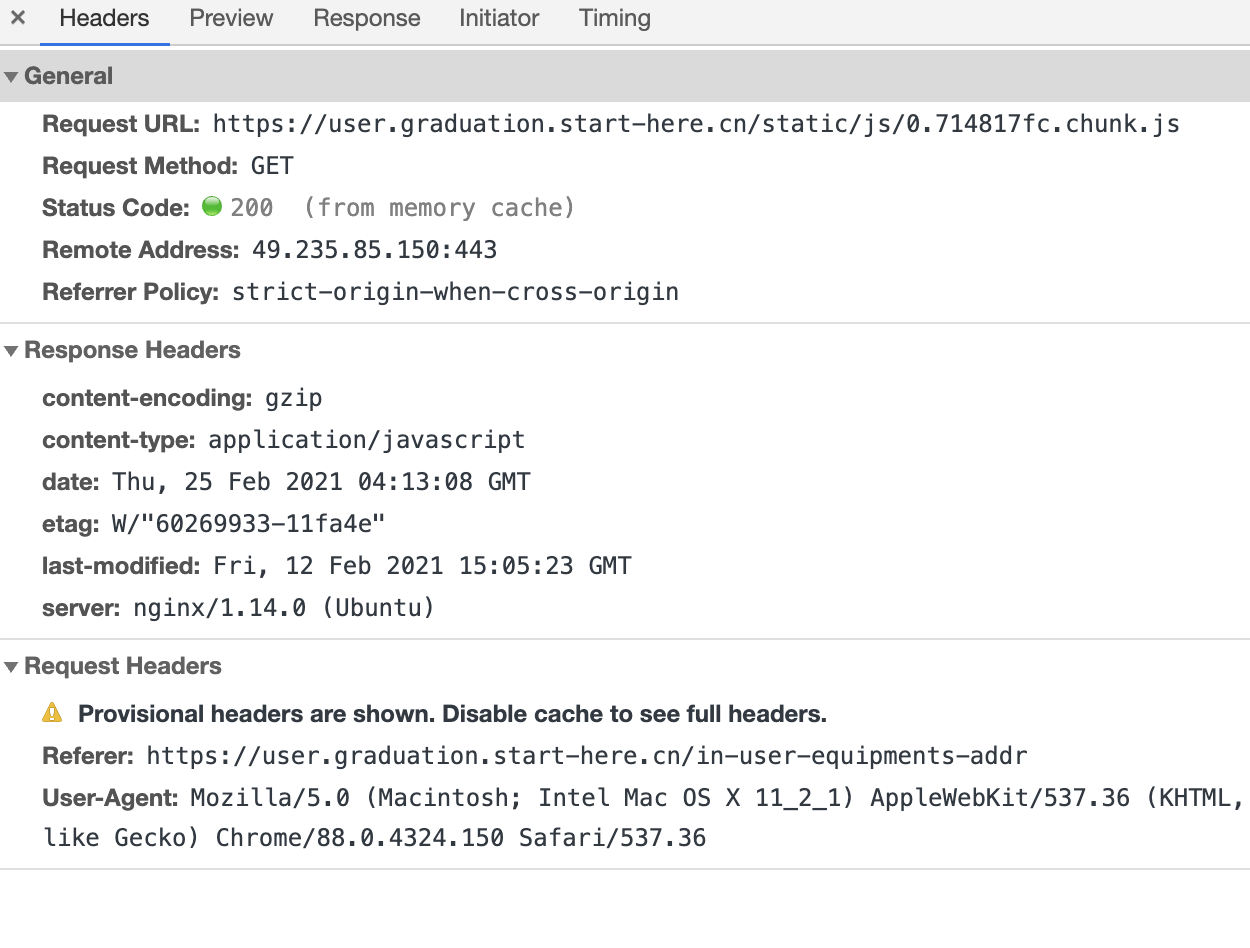 × Headers Preview Response Initiator Timing
General
Request URL: https://user.graduation.start-here.cn/static/js/0.714817fc.chunk.js
Request Method: GET
Status Code: 200 (from memory cache)
Remote Address: 49.235.85.150:443
Referrer Policy: strict-origin-when-cross-origin
Response Headers
content-encoding: gzip
content-type: application/javascript
date: Thu, 25 Feb 2021 04:13:08 GMT
etag: W/"60269933-11fa4e"
last-modified: Fri, 12 Feb 2021 15:05:23 GMT
server: nginx/1.14.0 (Ubuntu)
Request Headers
Provisional headers are shown. Disable cache to see full headers.
Referer: https://user.graduation.start-here.cn/in-user-equipments-addr
User-Agent: Mozilla/5.0 (Macintosh; Intel Mac OS X 11_2_1) AppleWebKit/537.36 (KHTML,
like Gecko) Chrome/88.0.4324.150 Safari/537.36